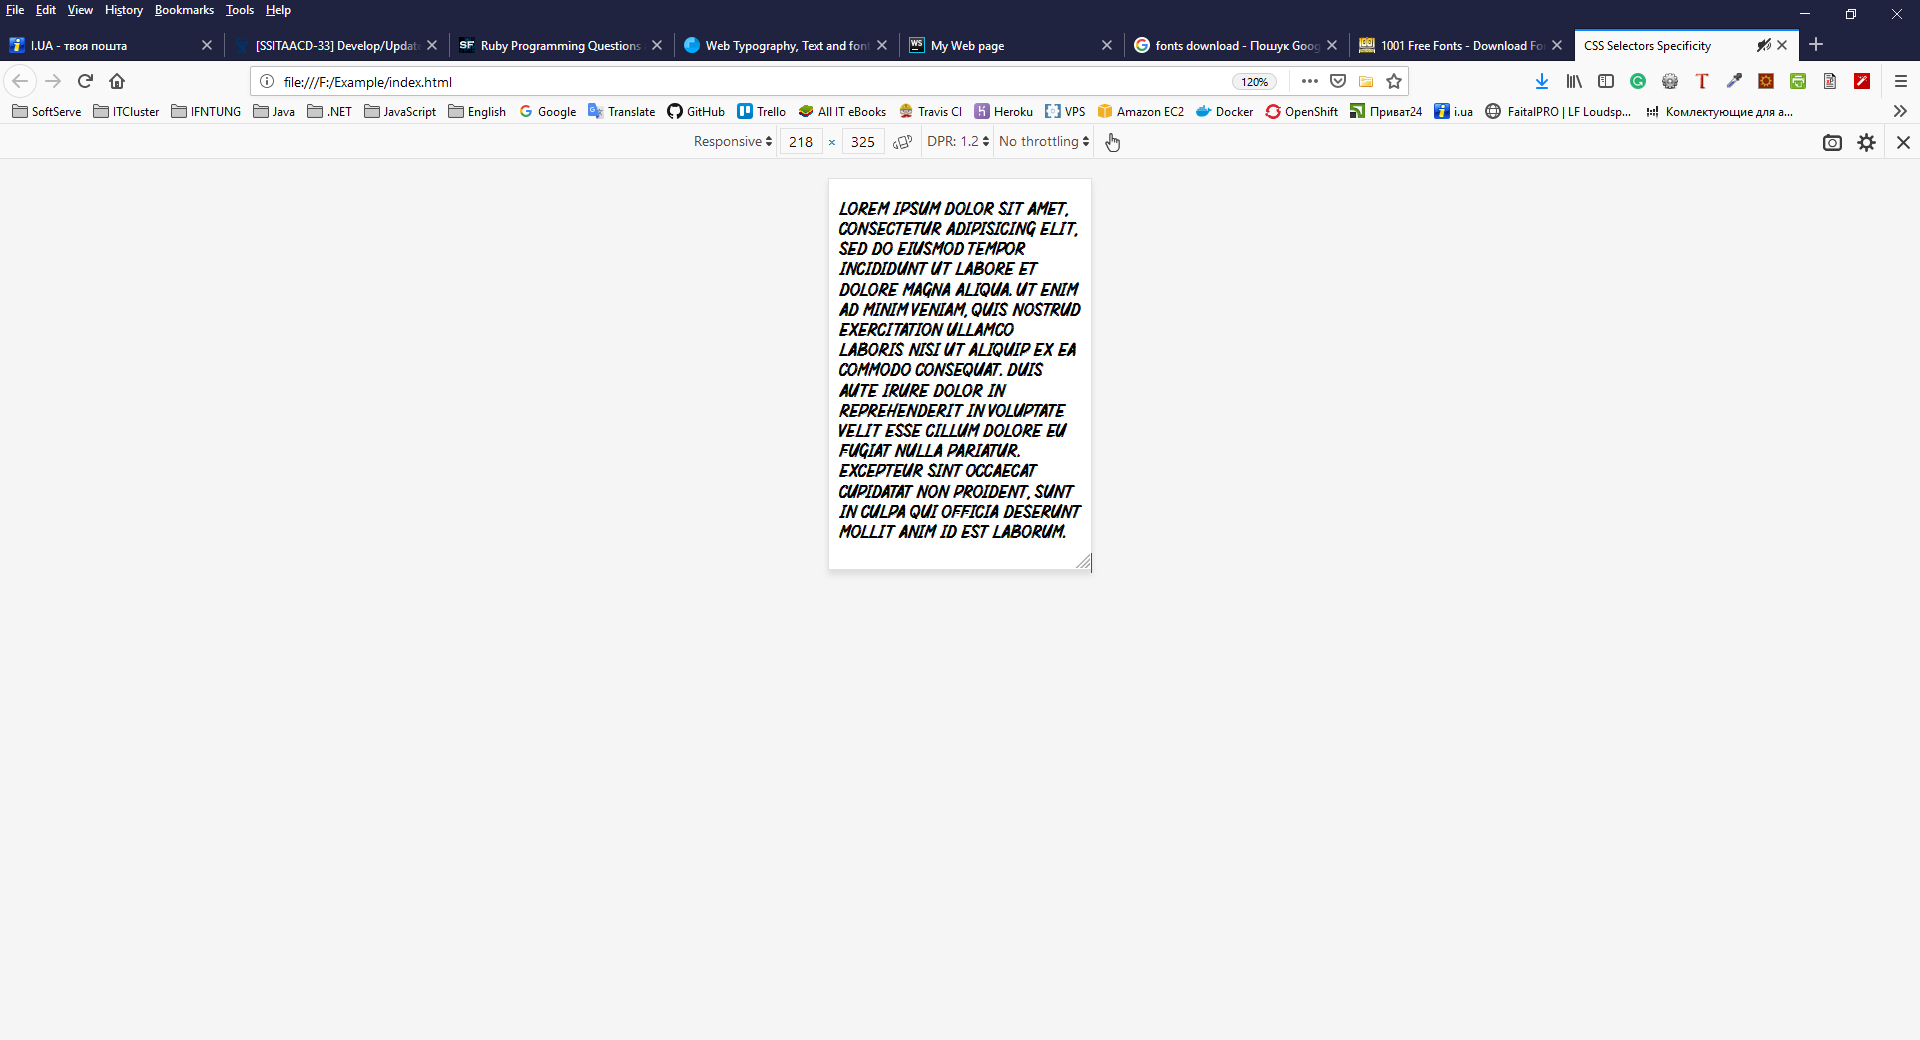 File Edit View History Bookmarks Tools Help
I.UA - твоя пошта
[SSITAACD-33] Develop/Updat
Ruby Programming Questions
Web Typography, Text and font
My Web page
fonts download - Пошук Goog
1001 Free Fonts - Download Fo
CSS Selectors Specificity
file:///F:/Example/index.html
120%
SoftServe ITCluster IFNTUNG Java .NET JavaScript English Google Translate GitHub Trello All IT eBooks Travis CI Heroku VPS Amazon EC2 Docker OpenShift Приват24 i.ua FaitalPRO | LF Loudsp... Комлектующие для а...
Responsive 218 × 325 DPR: 1.2 No throttling
LOREM IPSUM DOLOR SIT AMET,
CONSECTETUR ADIPISICING ELIT,
SED DO EIUSMOD TEMPOR
INCIDIDUNT UT LABORE ET
DOLORE MAGNA ALIQUA. UT ENIM
AD MINIM VENIAM, QUIS NOSTRUD
EXERCITATION ULLAMCO
LABORIS NISI UT ALIQUIP EX EA
COMMODO CONSEQUAT. DUIS
AUTE IRURE DOLOR IN
REPREHENDERIT IN VOLUPTATE
VELIT ESSE CILLUM DOLORE EU
FUGIAT NULLA PARIATUR.
EXCEPTEUR SINT OCCAECAT
CUPIDATAT NON PROIDENT, SUNT
IN CULPA QUI OFFICIA DESERUNT
MOLLIT ANIM ID EST LABORUM.